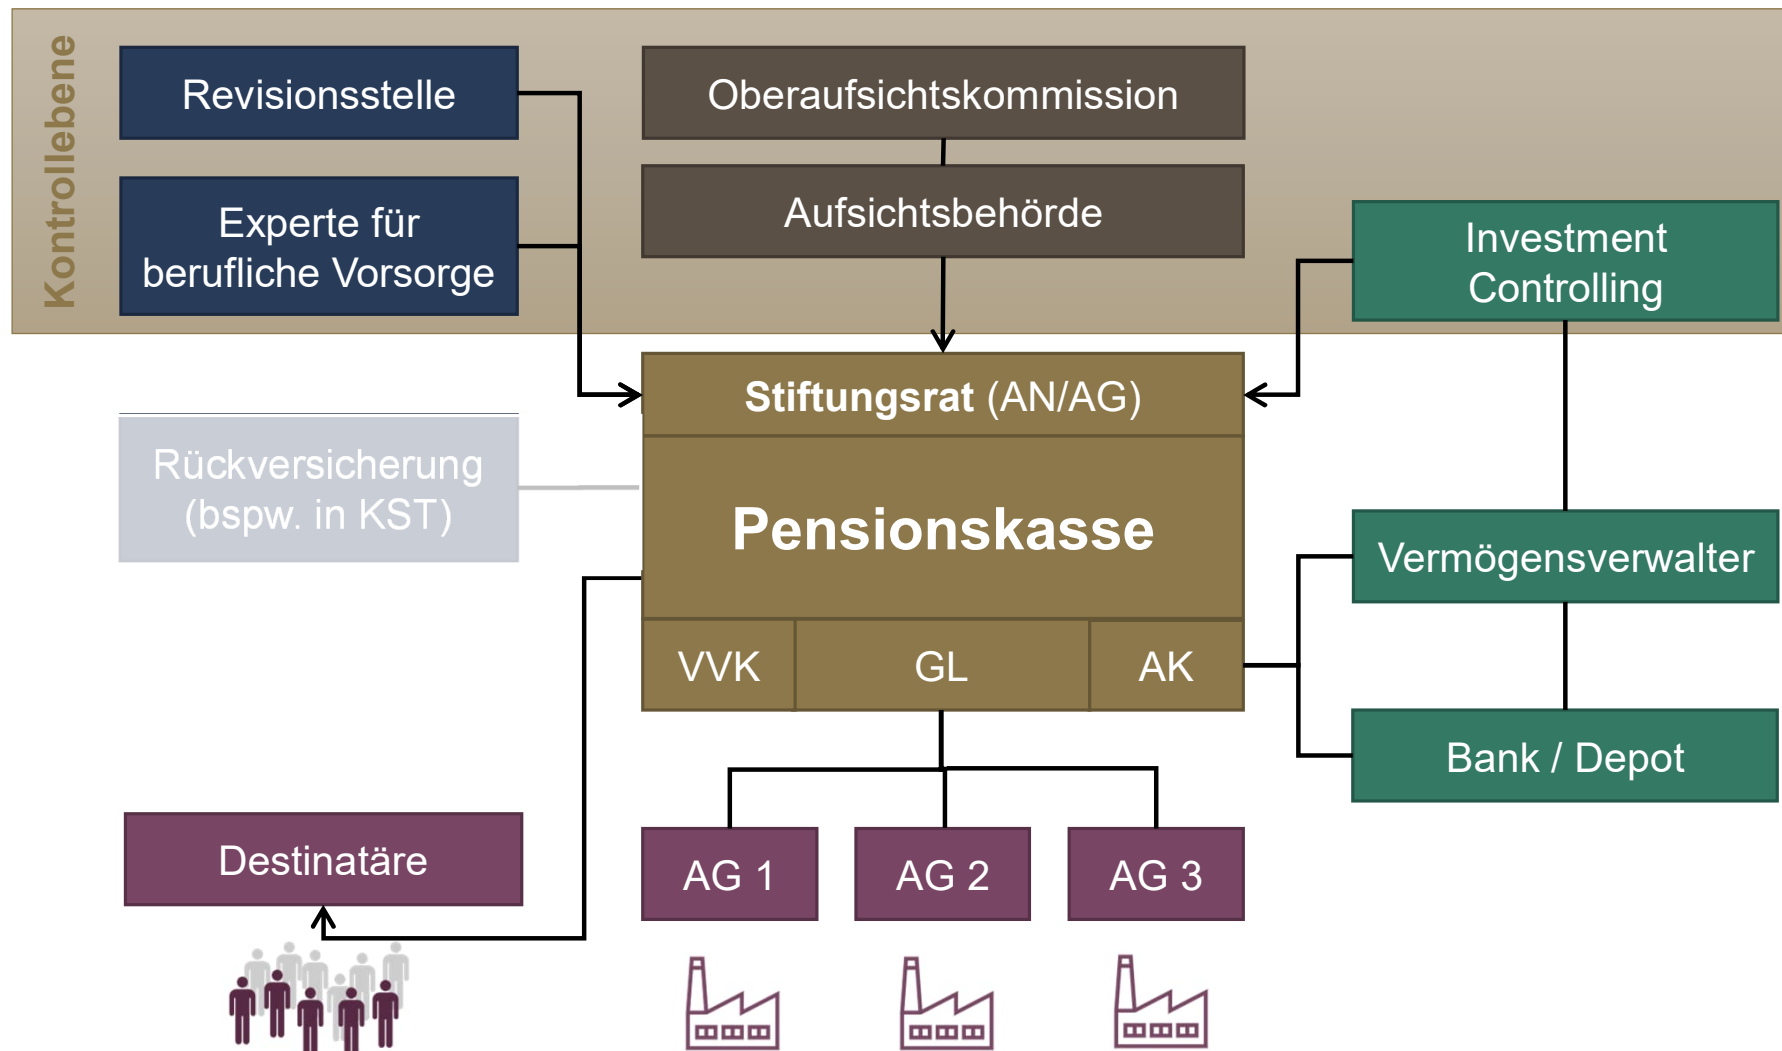 Kontrollebene
Revisionsstelle
Oberaufsichtskommission
Experte für
berufliche Vorsorge
Aufsichtsbehörde
Investment
Controlling
Stiftungsrat (AN/AG)
Rückversicherung
(bspw. in KST)
Pensionskasse
Vermögensverwalter
VVK
GL
AK
Bank / Depot
Destinatäre
AG 1
AG 2
AG 3